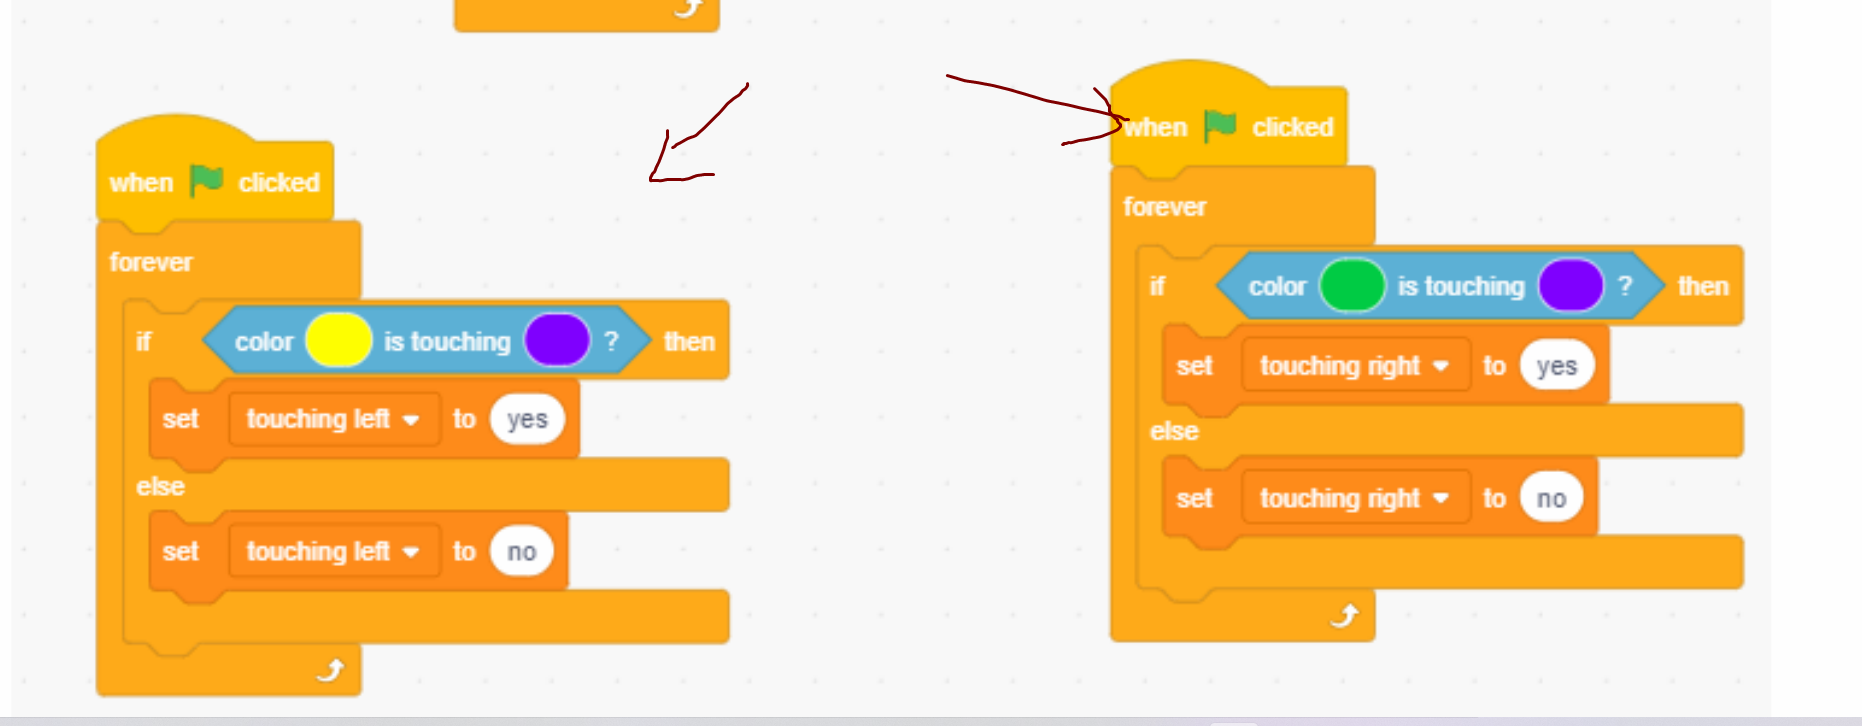 when clicked
forever
if color is touching ? then
set touching left to yes
else
set touching left to no
when clicked
forever
if color is touching ? then
set touching right to yes
else
set touching right to no